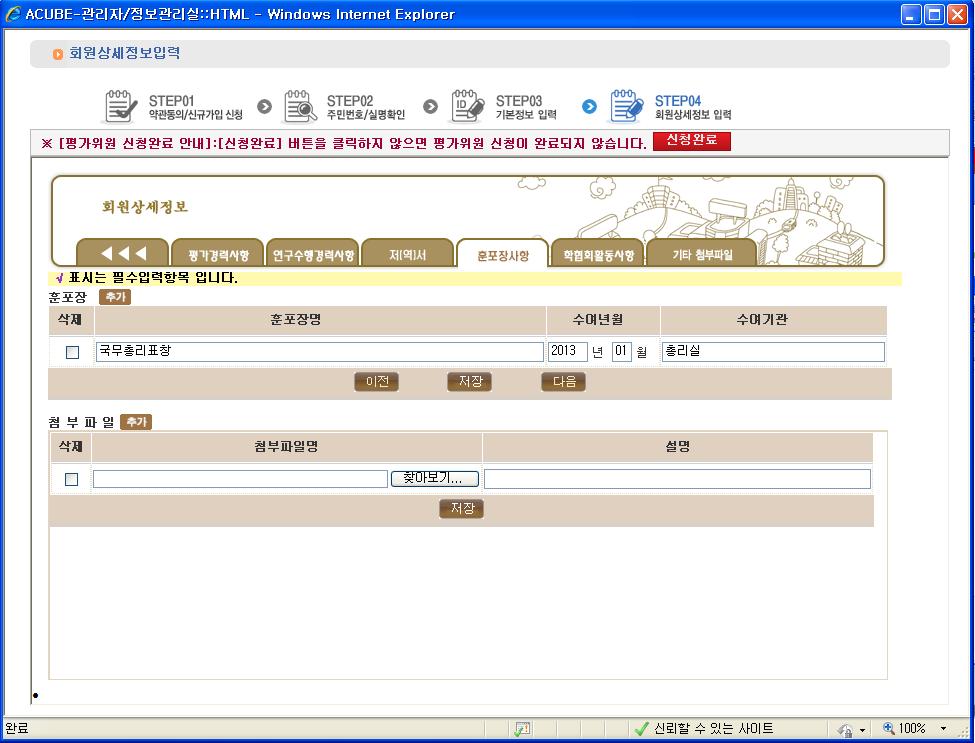 ACUBE-관리자/정보관리실::HTML - Windows Internet Explorer
회원상세정보입력
STEP01
약관동의/신규가입 신청
STEP02
주민번호/실명확인
STEP03
기본정보 입력
STEP04
회원상세정보 입력
※ [평가위원 신청완료 안내]:[신청완료] 버튼을 클릭하지 않으면 평가위원 신청이 완료되지 않습니다. 신청완료
회원상세정보
◀ ◀ ◀ 평가경력사항 연구수행경력사항 저(역)서 훈포장사항 학협회활동사항 기타 첨부파일
√ 표시는 필수입력항목 입니다.
훈포장 추가
삭제 훈포장명 수여년월 수여기관
국무총리표창 2013 년 01 월 총리실
이전 저장 다음
첨 부 파 일 추가
삭제 첨부파일명 설명
찾아보기...
저장
완료 신뢰할 수 있는 사이트 100%